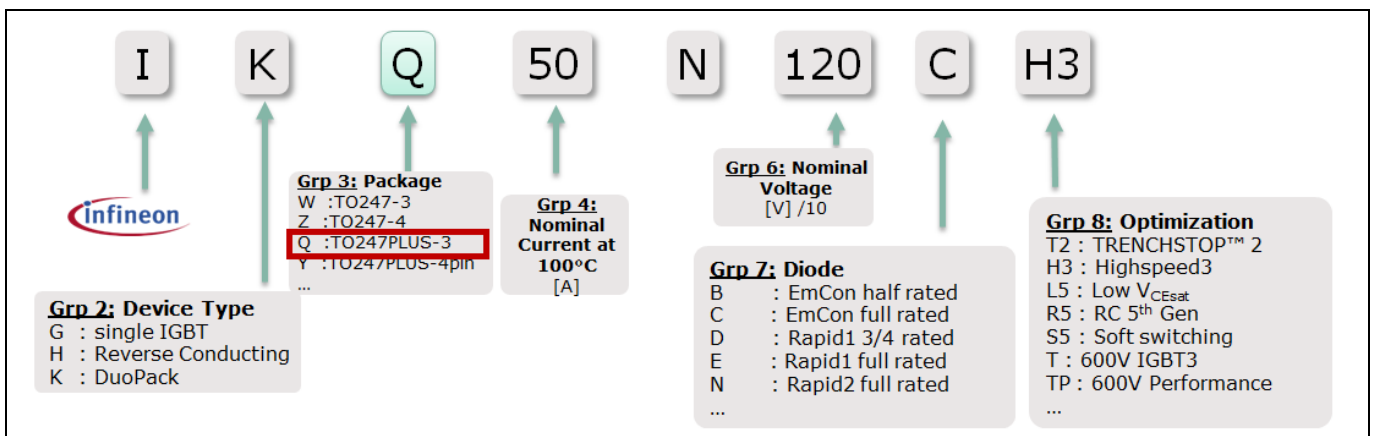 I K Q 50 N 120 C H3
infineon
Grp 2: Device Type
G : single IGBT
H : Reverse Conducting
K : DuoPack
Grp 3: Package
W :TO247-3
Z :TO247-4
Q :TO247PLUS-3
Y :TO247PLUS-4pin
...
Grp 4:
Nominal
Current at
100ºC
[A]
Grp 6: Nominal
Voltage
[V] /10
Grp 7: Diode
B : EmCon half rated
C : EmCon full rated
D : Rapid1 3/4 rated
E : Rapid1 full rated
N : Rapid2 full rated
...
Grp 8: Optimization
T2 : TRENCHSTOP™ 2
H3 : Highspeed3
L5 : Low VCEsat
R5 : RC 5th Gen
S5 : Soft switching
T : 600V IGBT3
TP : 600V Performance
...